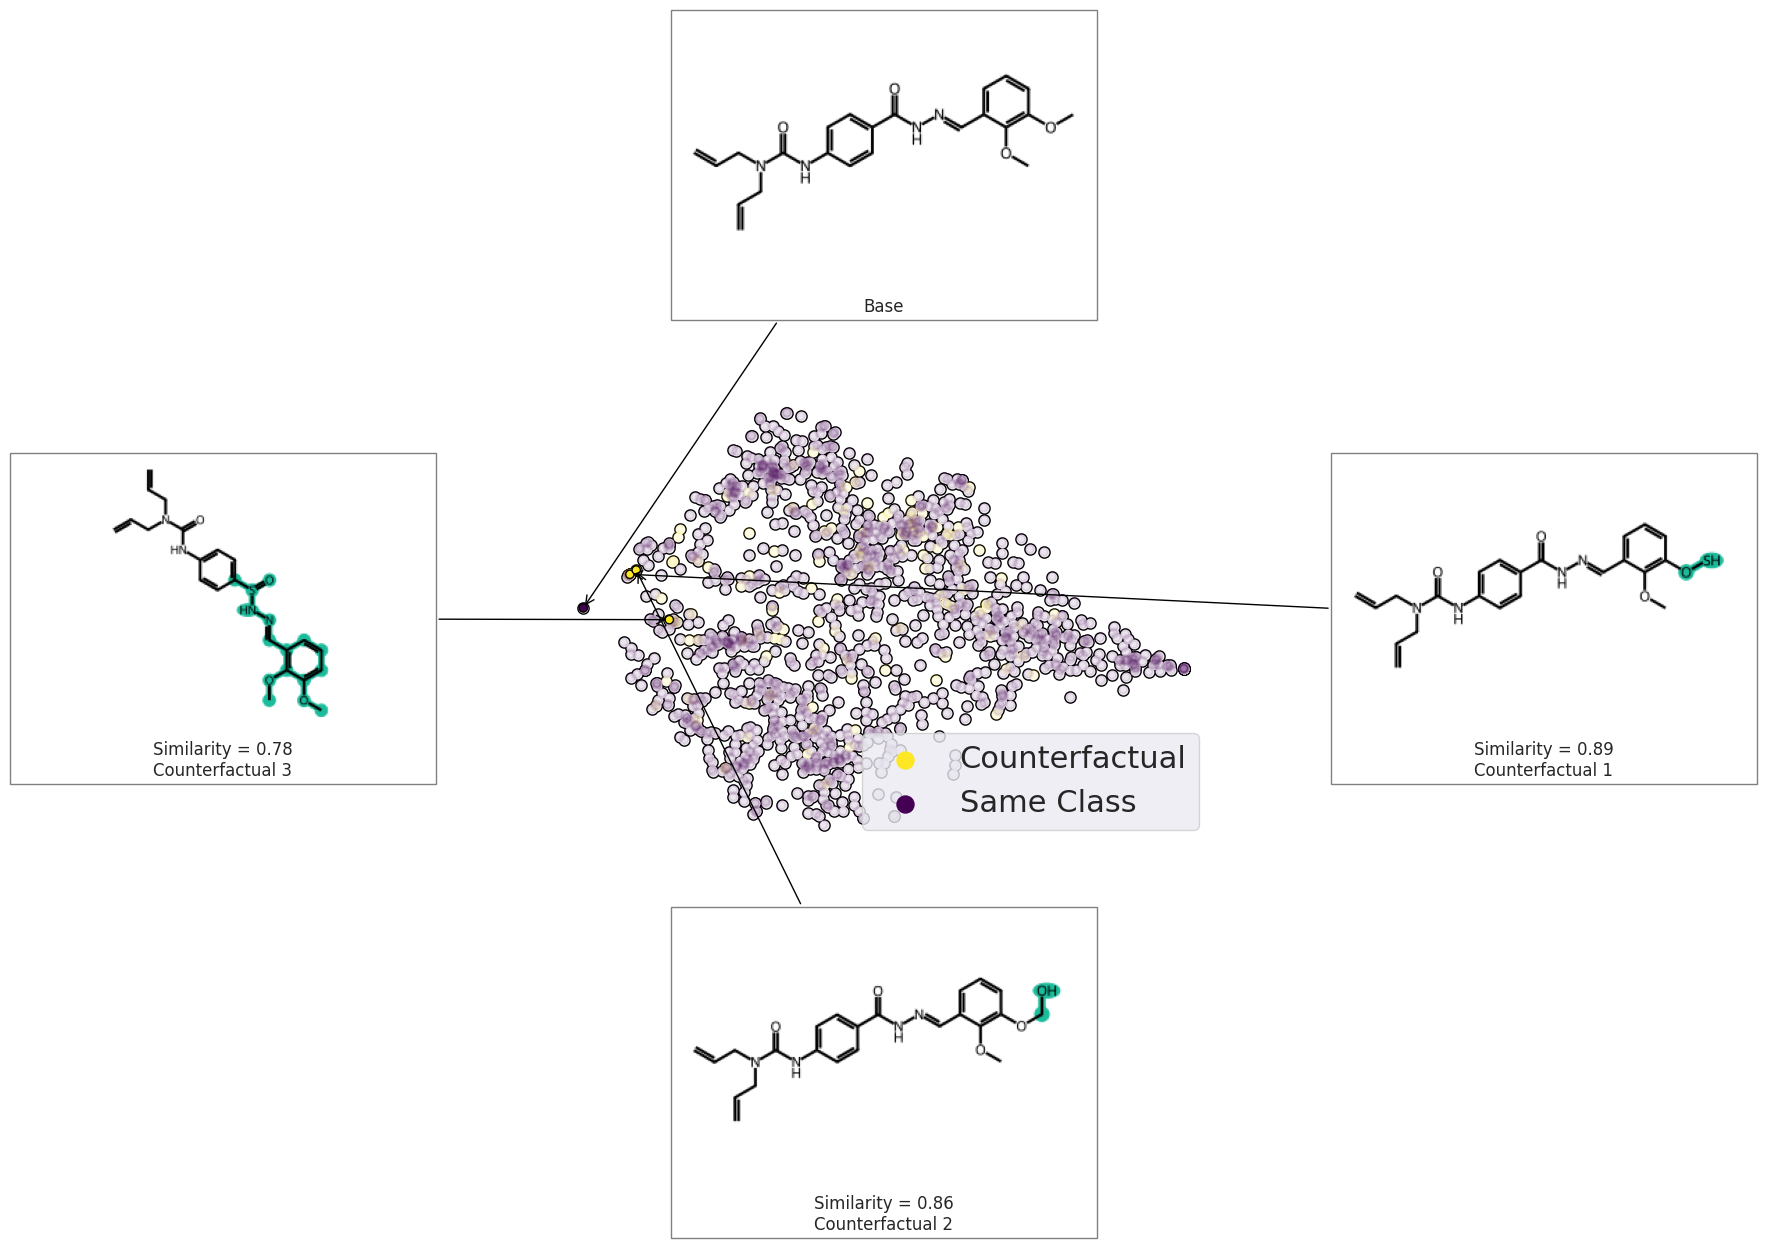 O
O
N
N
H
N
N
H
O
O
Base
N
O
HN
S
O
HN
N
O
O
Similarity = 0.78
Counterfactual 3
O
O
N
N
H
N
N
H
O
SH
O
Similarity = 0.89
Counterfactual 1
Counterfactual
Same Class
O
O
N
N
H
N
N
H
OH
O
O
Similarity = 0.86
Counterfactual 2